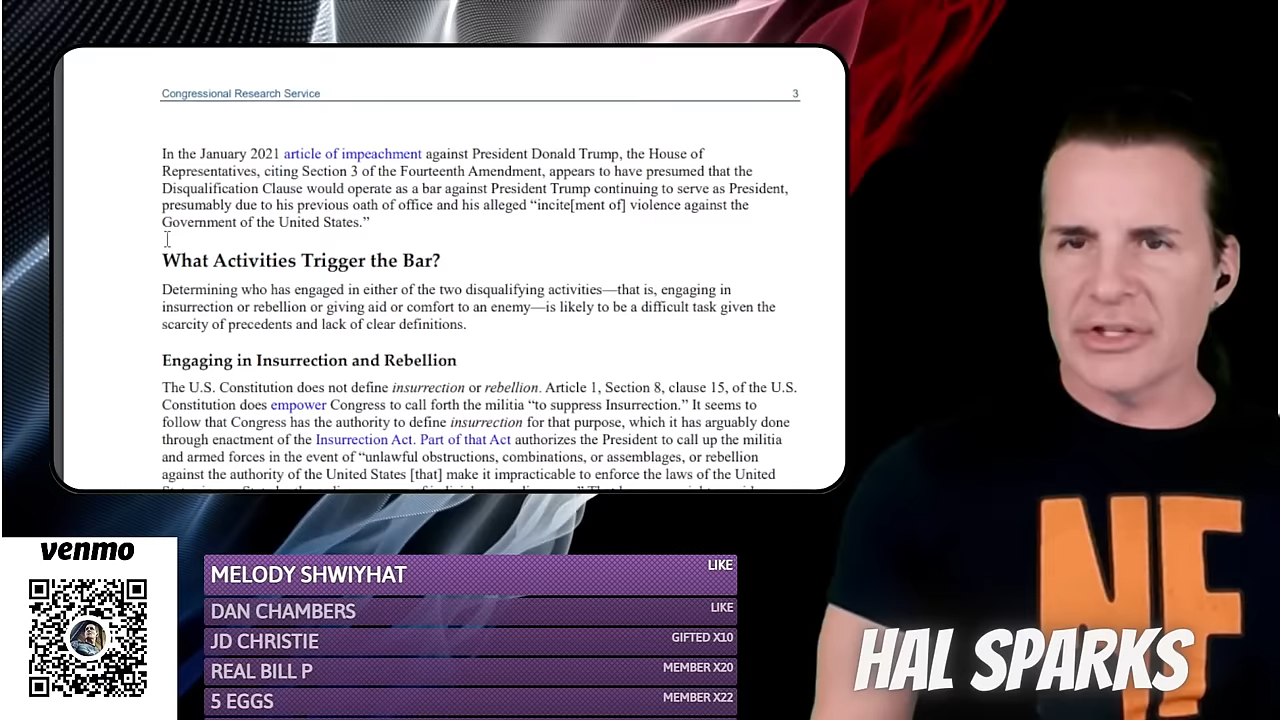 Congressional Research Service 3
In the January 2021 article of impeachment against President Donald Trump, the House of
Representatives, citing Section 3 of the Fourteenth Amendment, appears to have presumed that the
Disqualification Clause would operate as a bar against President Trump continuing to serve as President,
presumably due to his previous oath of office and his alleged “incite[ment of] violence against the
Government of the United States.”
What Activities Trigger the Bar?
Determining who has engaged in either of the two disqualifying activities—that is, engaging in
insurrection or rebellion or giving aid or comfort to an enemy—is likely to be a difficult task given the
scarcity of precedents and lack of clear definitions.
Engaging in Insurrection and Rebellion
The U.S. Constitution does not define insurrection or rebellion. Article 1, Section 8, clause 15, of the U.S.
Constitution does empower Congress to call forth the militia “to suppress Insurrection.” It seems to
follow that Congress has the authority to define insurrection for that purpose, which it has arguably done
through enactment of the Insurrection Act. Part of that Act authorizes the President to call up the militia
and armed forces in the event of “unlawful obstructions, combinations, or assemblages, or rebellion
against the authority of the United States [that] make it impracticable to enforce the laws of the United
venmo
MELODY SHWIYHAT LIKE
DAN CHAMBERS LIKE
JD CHRISTIE GIFTED X10
REAL BILL P MEMBER X20
5 EGGS MEMBER X22
NF
HAL SPARKS